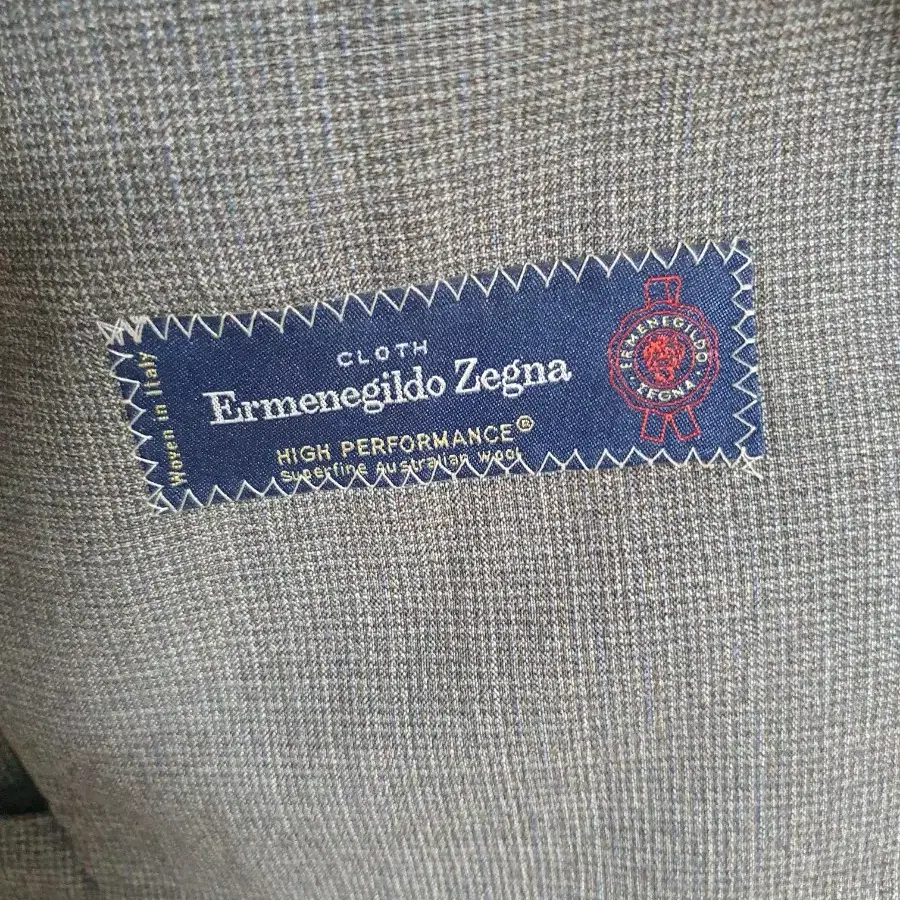 Woven in Italy
CLOTH
Ermenegildo Zegna
HIGH PERFORMANCE®
Superfine Australian Wool
ERMENEGILDO
· ZEGNA ·